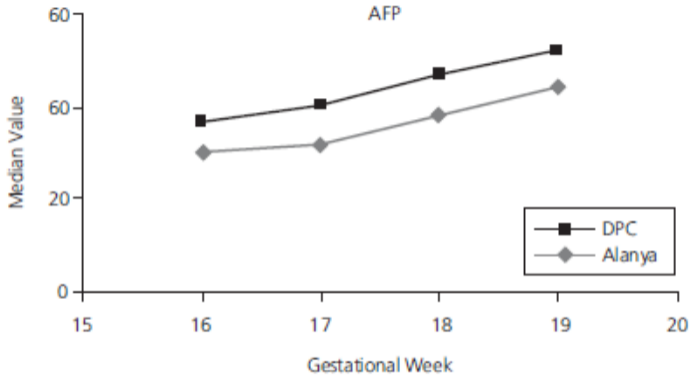 AFP
60
60
20
0
Median Value
15 16 17 18 19 20
Gestational Week
DPC
Alanya